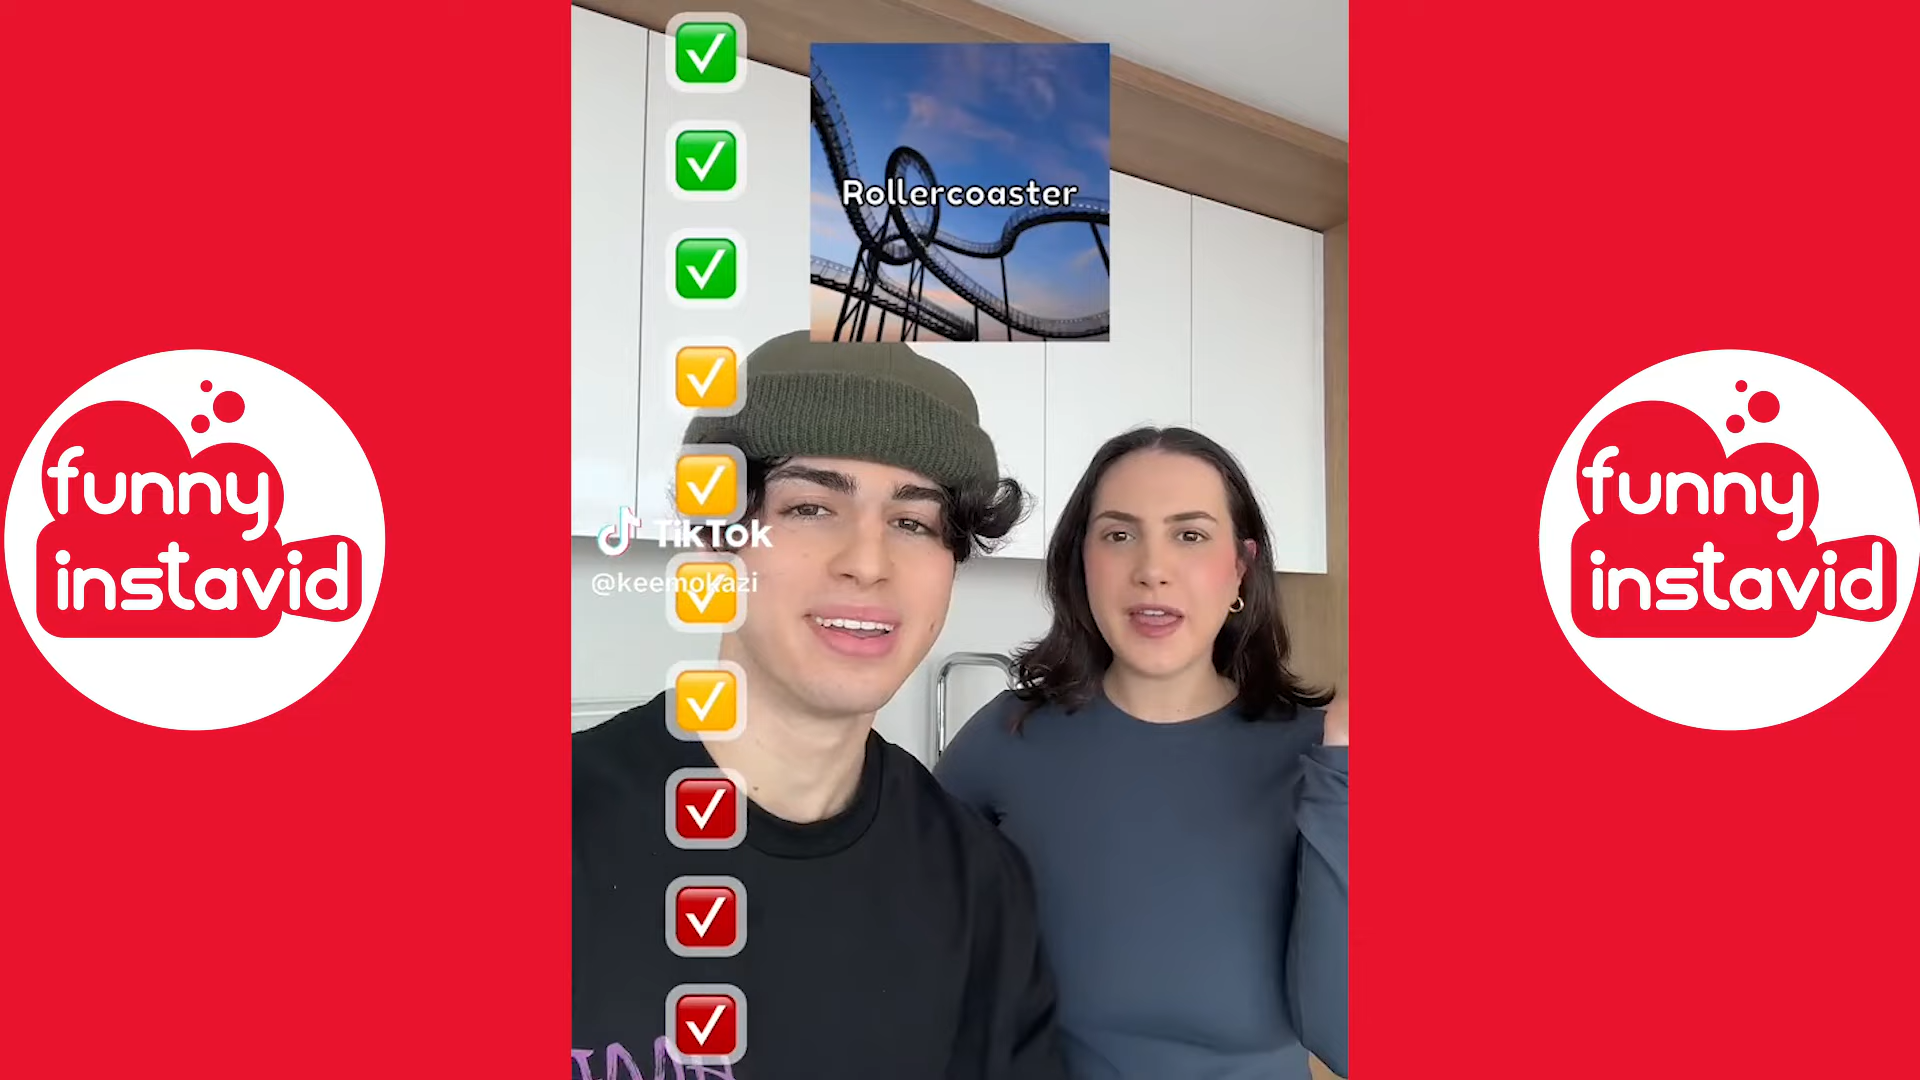 Rollercoaster
funny
instavid
TikTok
@keemokazi
funny
instavid